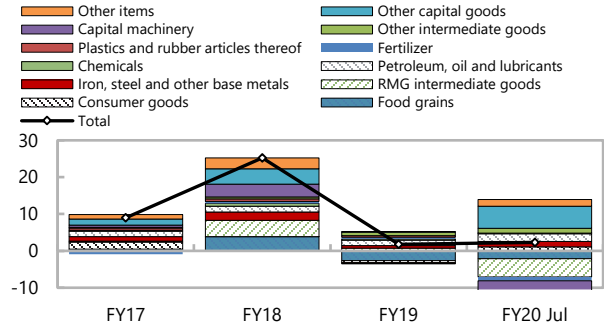 Other items Other capital goods
Capital machinery Other intermediate goods
Plastics and rubber articles thereof Fertilizer
Chemicals Petroleum, oil and lubricants
Iron, steel and other base metals RMG intermediate goods
Consumer goods Food grains
Total
30
20
10
0
-10
FY17 FY18 FY19 FY20 Jul